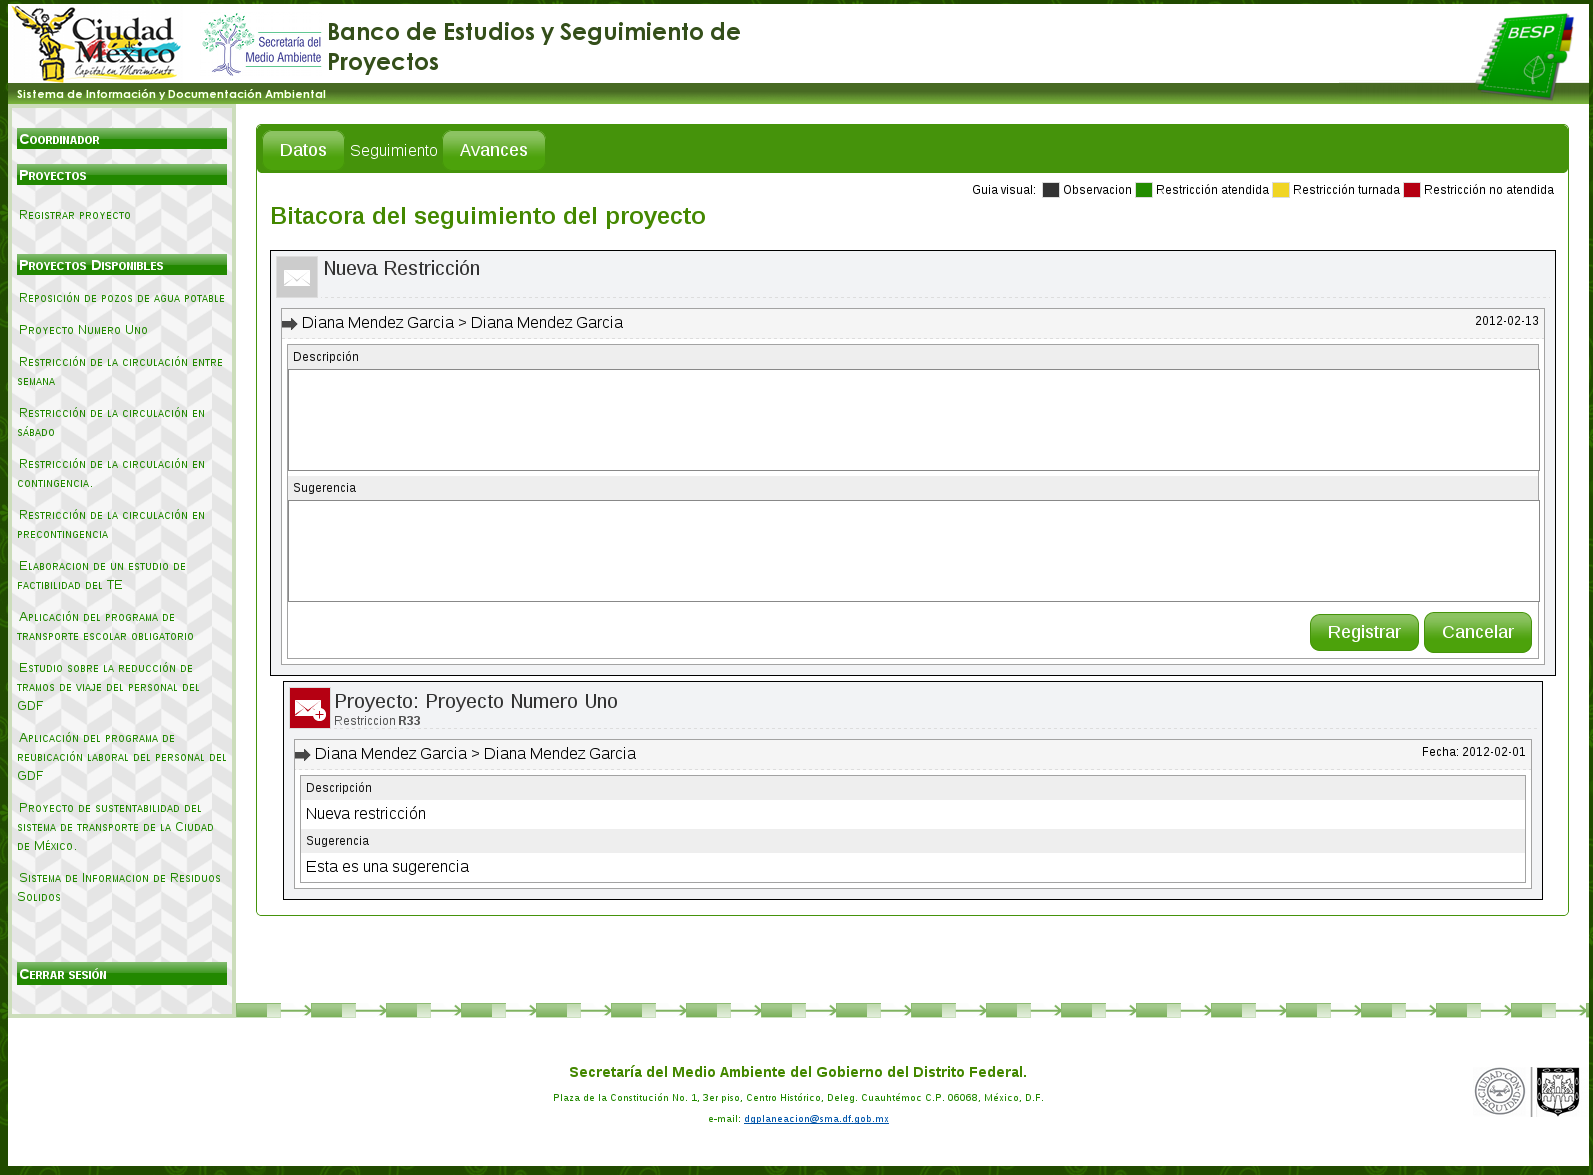 Ciudad de México
Capital en Movimiento
Secretaría del
Medio Ambiente
Banco de Estudios y Seguimiento de
Proyectos
BESP
Sistema de Información y Documentación Ambiental
Coordinador
Proyectos
Registrar proyecto
Proyectos Disponibles
Reposición de pozos de agua potable
Proyecto Numero Uno
Restricción de la circulación entre
semana
Restricción de la circulación en
sábado
Restricción de la circulación en
contingencia.
Restricción de la circulación en
precontingencia
Elaboracion de un estudio de
factibilidad del TE
Aplicación del programa de
transporte escolar obligatorio
Estudio sobre la reducción de
tramos de viaje del personal del
GDF
Aplicación del programa de
reubicación laboral del personal del
GDF
Proyecto de sustentabilidad del
sistema de transporte de la Ciudad
de México.
Sistema de Informacion de Residuos
Solidos
Cerrar sesión
Datos Seguimiento Avances
Guia visual: Observacion Restricción atendida Restricción turnada Restricción no atendida
Bitacora del seguimiento del proyecto
Nueva Restricción
Diana Mendez Garcia > Diana Mendez Garcia 2012-02-13
Descripción
Sugerencia
Registrar Cancelar
Proyecto: Proyecto Numero Uno
Restriccion R33
Diana Mendez Garcia > Diana Mendez Garcia Fecha: 2012-02-01
Descripción
Nueva restricción
Sugerencia
Esta es una sugerencia
Secretaría del Medio Ambiente del Gobierno del Distrito Federal.
Plaza de la Constitución No. 1, 3er piso, Centro Histórico, Deleg. Cuauhtémoc C.P. 06068, México, D.F.
e-mail: dgplaneacion@sma.df.gob.mx
CIUDAD CON
EQUIDAD